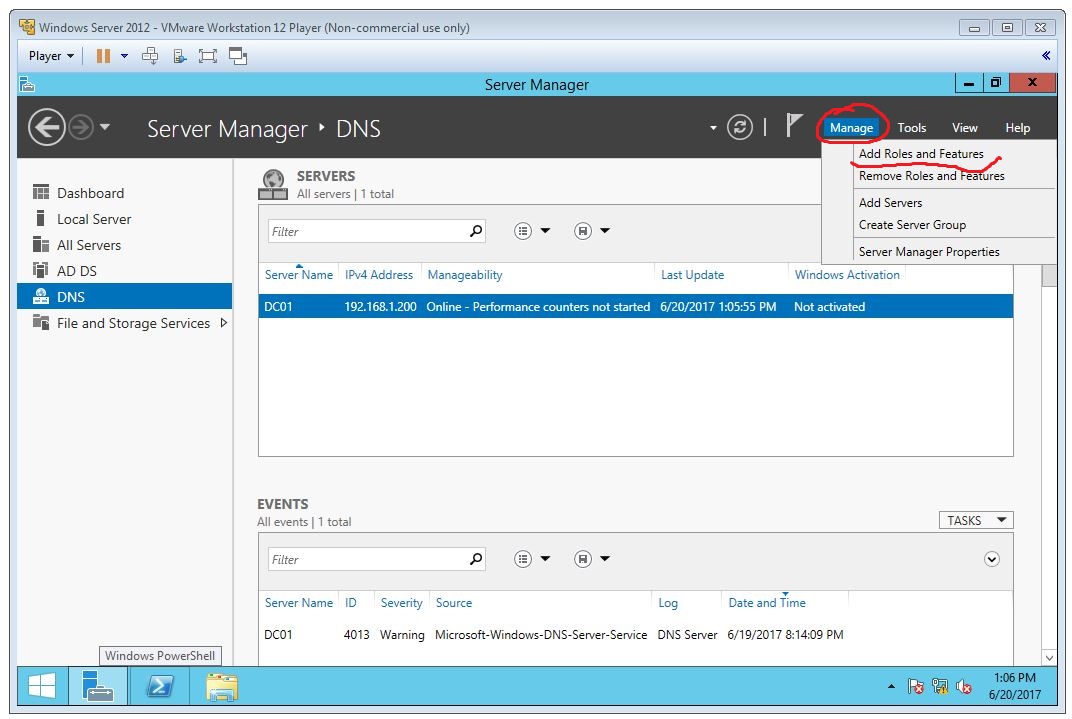 Windows Server 2012 - VMware Workstation 12 Player (Non-commercial use only)
Player
Server Manager
Server Manager DNS
Manage Tools View Help
Add Roles and Features
Remove Roles and Features
Add Servers
Create Server Group
Server Manager Properties
Dashboard
Local Server
All Servers
AD DS
DNS
File and Storage Services
SERVERS
All servers | 1 total
Filter
Server Name IPv4 Address Manageability Last Update Windows Activation
DC01 192.168.1.200 Online - Performance counters not started 6/20/2017 1:05:55 PM Not activated
EVENTS
All events | 1 total
TASKS
Filter
Server Name ID Severity Source Log Date and Time
DC01 4013 Warning Microsoft-Windows-DNS-Server-Service DNS Server 6/19/2017 8:14:09 PM
Windows PowerShell
1:06 PM
6/20/2017